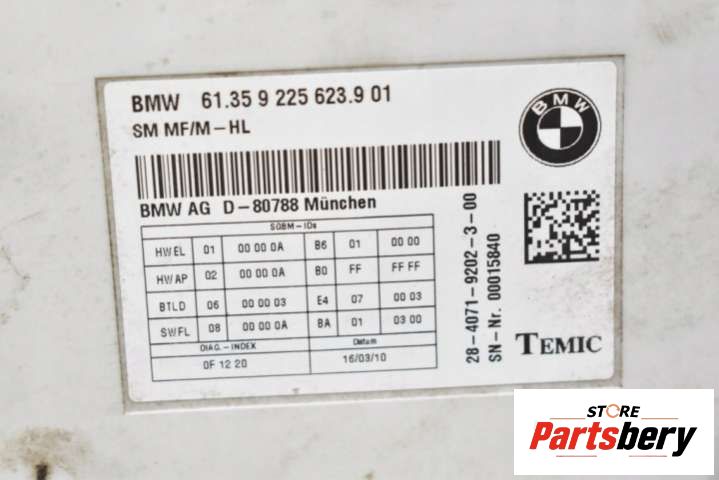 BMW 61.35 9 225 623.9 01
SM MF/M-HL
BMW
BMW AG D-80788 München
SGBM-IDs
HWEL 01 00 00 0A B6 01 00 00
HWAP 02 00 00 0A B0 FF FF FF
BTLD 06 00 00 03 E4 07 00 03
SWFL 08 00 00 0A BA 01 03 00
DIAG.-INDEX Datum
0F 12 20 16/03/10
28-4071-9202-3-00
SN-Nr. 00015840
TEMIC
STORE
Partsbery